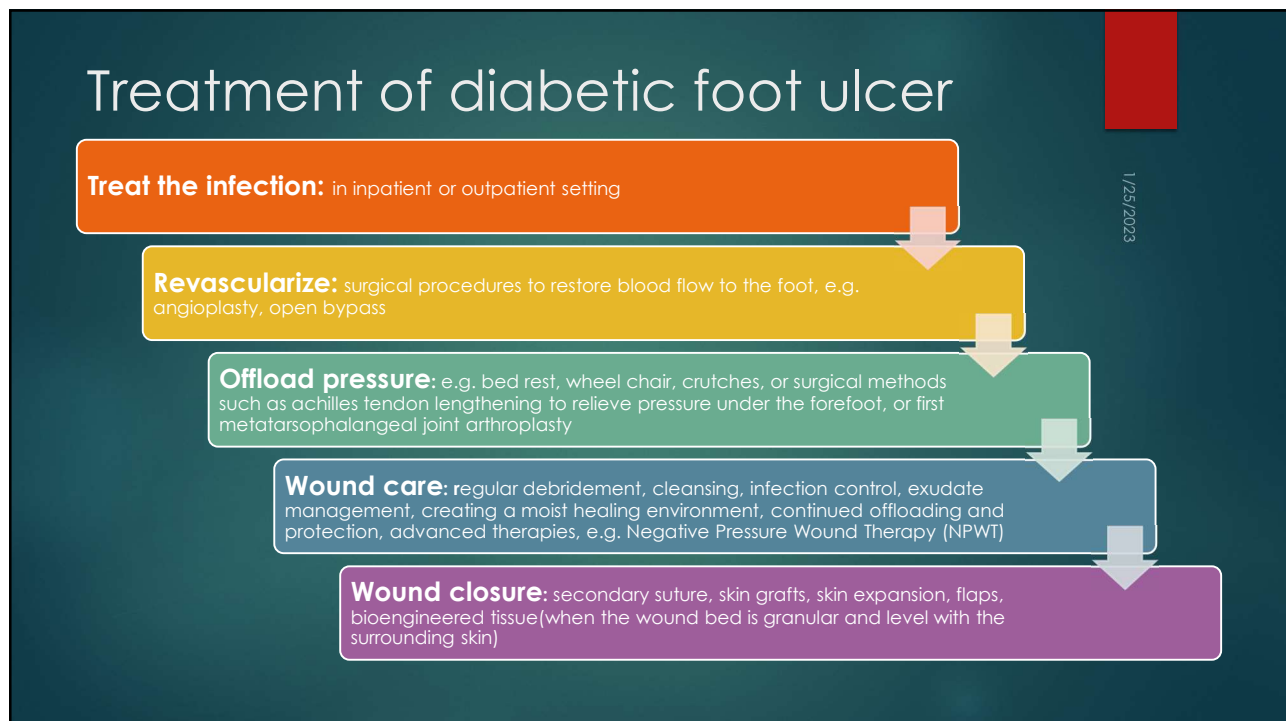 Treatment of diabetic foot ulcer
1/25/2023
Treat the infection: in inpatient or outpatient setting
Revascularize: surgical procedures to restore blood flow to the foot, e.g.
angioplasty, open bypass
Offload pressure: e.g. bed rest, wheel chair, crutches, or surgical methods
such as achilles tendon lengthening to relieve pressure under the forefoot, or first
metatarsophalangeal joint arthroplasty
Wound care: regular debridement, cleansing, infection control, exudate
management, creating a moist healing environment, continued offloading and
protection, advanced therapies, e.g. Negative Pressure Wound Therapy (NPWT)
Wound closure: secondary suture, skin grafts, skin expansion, flaps,
bioengineered tissue(when the wound bed is granular and level with the
surrounding skin)